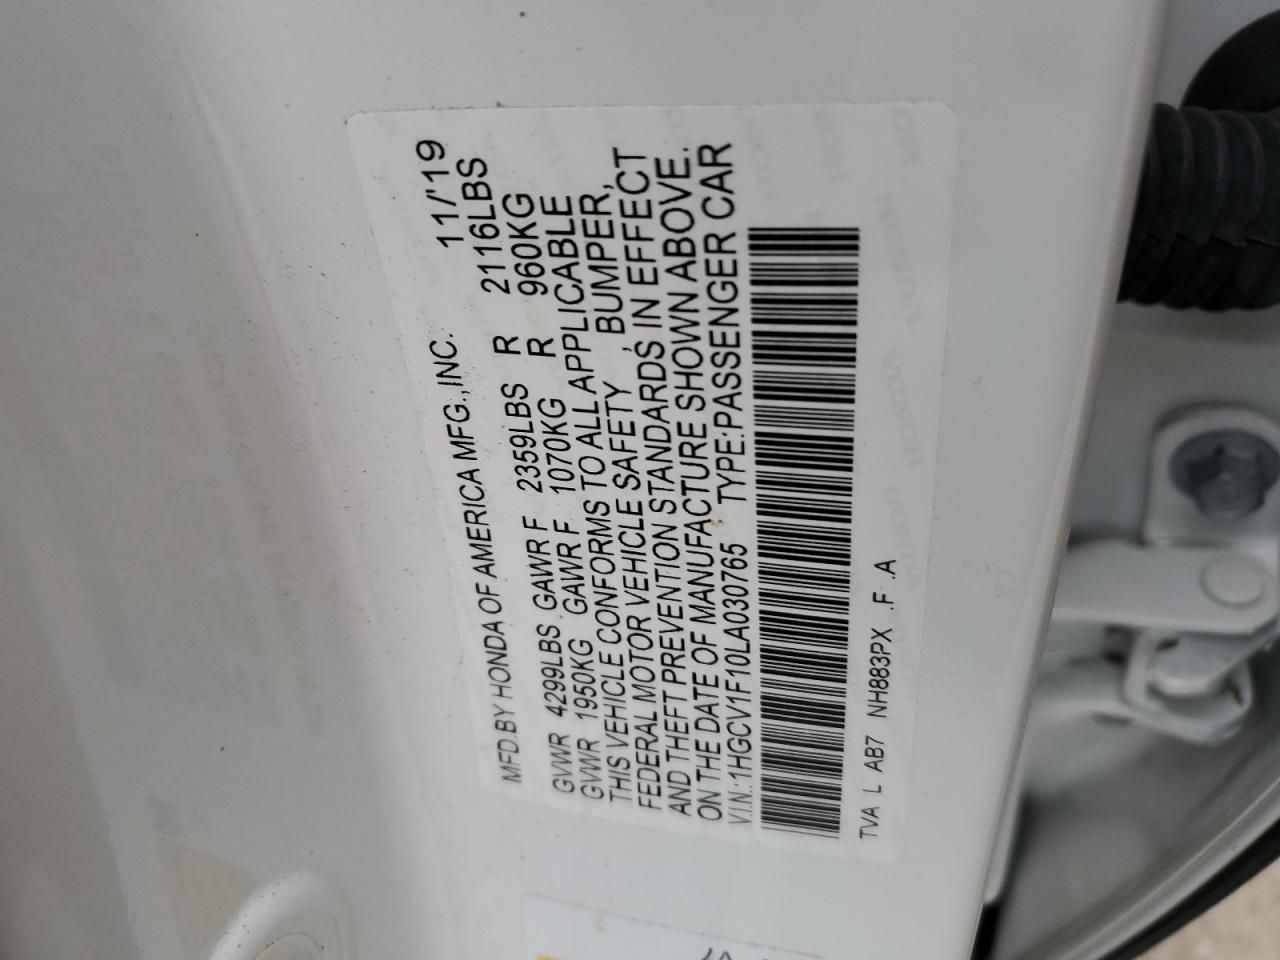 MFD.BY HONDA OF AMERICA MFG.,INC. 11/'19
GVWR 4299LBS GAWR F 2359LBS R 2116LBS
GVWR 1950KG GAWR F 1070KG R 960KG
THIS VEHICLE CONFORMS TO ALL APPLICABLE
FEDERAL MOTOR VEHICLE SAFETY, BUMPER,
AND THEFT PREVENTION STANDARDS IN EFFECT
ON THE DATE OF MANUFACTURE SHOWN ABOVE.
V.I.N.:1HGCV1F10LA030765 TYPE:PASSENGER CAR
TVA L AB7 NH883PX .F .A
HONDA